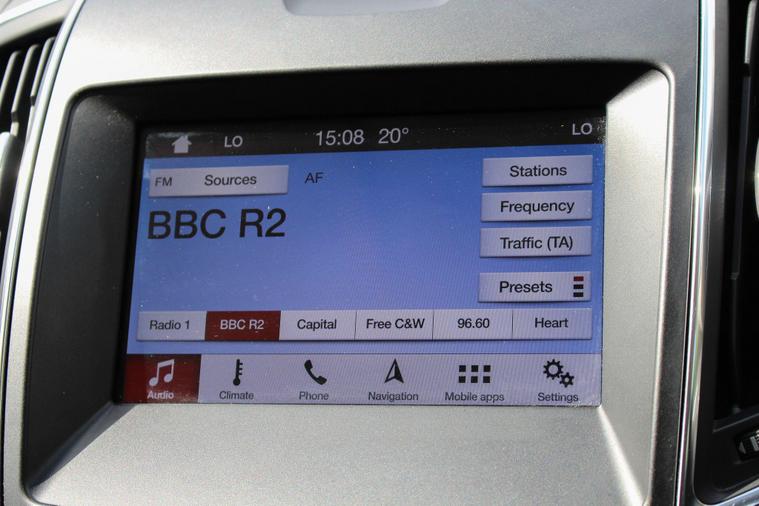 LO 15:08 20° LO
FM Sources AF Stations
BBC R2 Frequency
Traffic (TA)
Presets
Radio 1 BBC R2 Capital Free C&W 96.60 Heart
Audio Climate Phone Navigation Mobile apps Settings